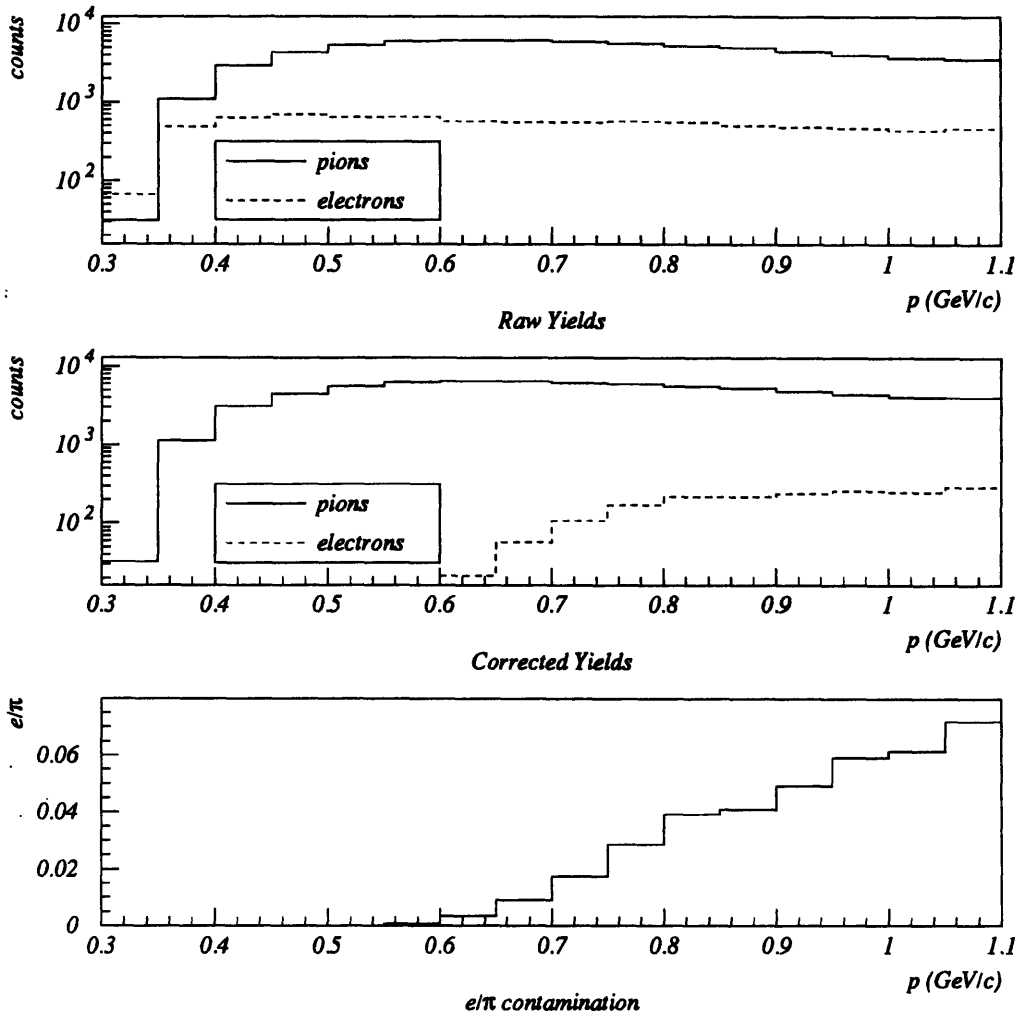 counts
10^4
10^3
10^2
pions
electrons
0.3 0.4 0.5 0.6 0.7 0.8 0.9 1 1.1
p (GeV/c)
Raw Yields
counts
10^4
10^3
10^2
pions
electrons
0.3 0.4 0.5 0.6 0.7 0.8 0.9 1 1.1
p (GeV/c)
Corrected Yields
e/π
0.06
0.04
0.02
0
0.3 0.4 0.5 0.6 0.7 0.8 0.9 1 1.1
p (GeV/c)
e/π contamination